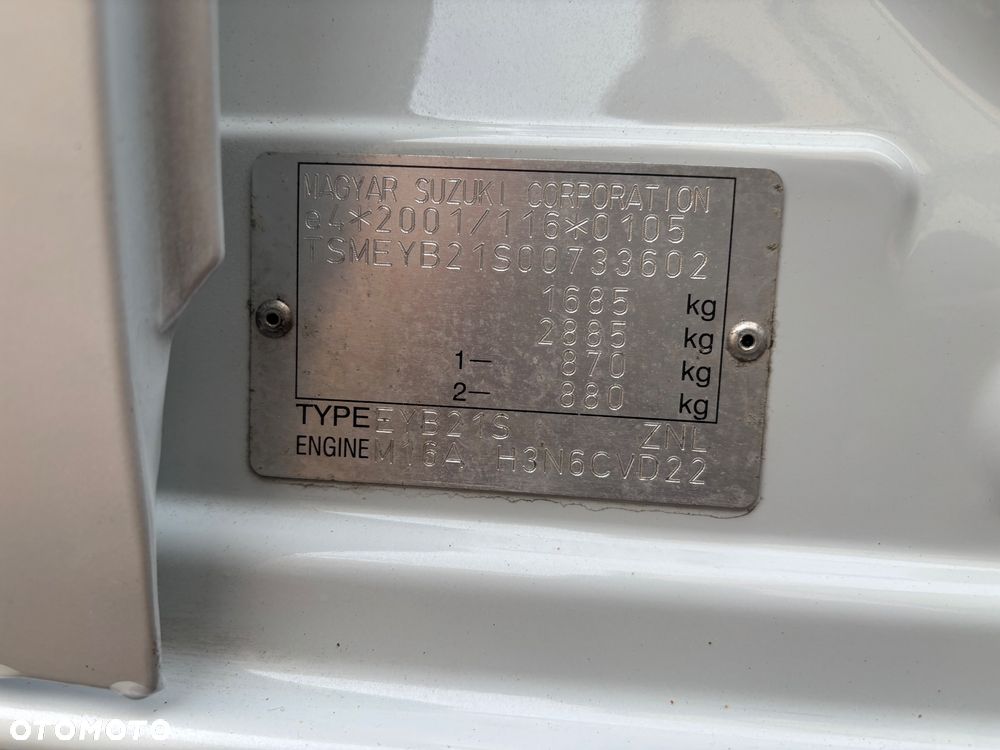 MAGYAR SUZUKI CORPORATION
e4*2001/116*0105
TSMEYB21S00733602
1685 kg
2885 kg
1— 870 kg
2— 880 kg
TYPE EYB21S ZNL
ENGINE M16A H3N6CVD22
OTOMOTO